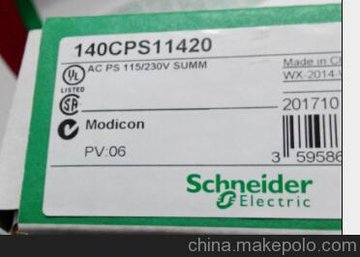 140CPS11420
AC PS 115/230V SUMM
Made in
WX-2014
UL
LISTED
201710
Modicon
PV:06
3 59586
Schneider
Electric
china.makepolo.com